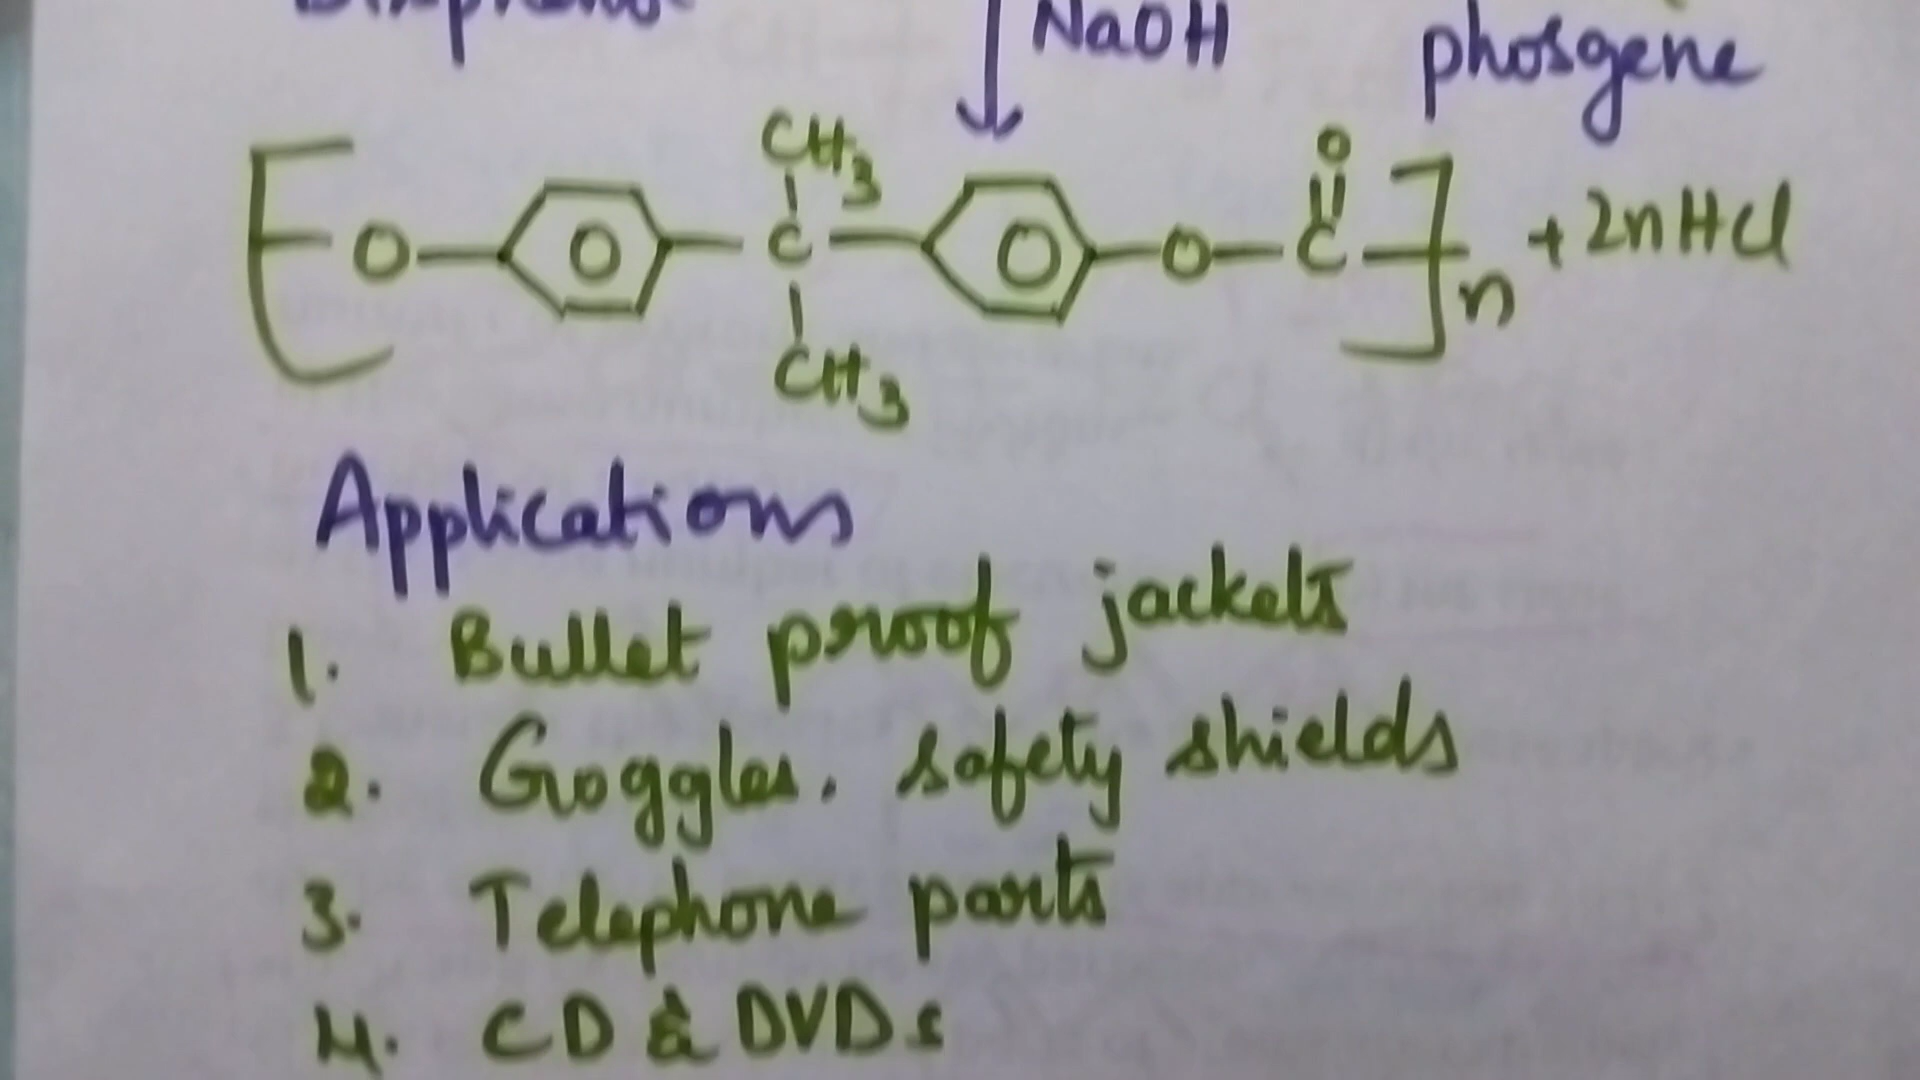 NaOH phosgene
CH3 O
[ O C O C ]n + 2nHCl
CH3
Applications
1. Bullet proof jackets
2. Goggles, safety shields
3. Telephone parts
4. CD & DVDs